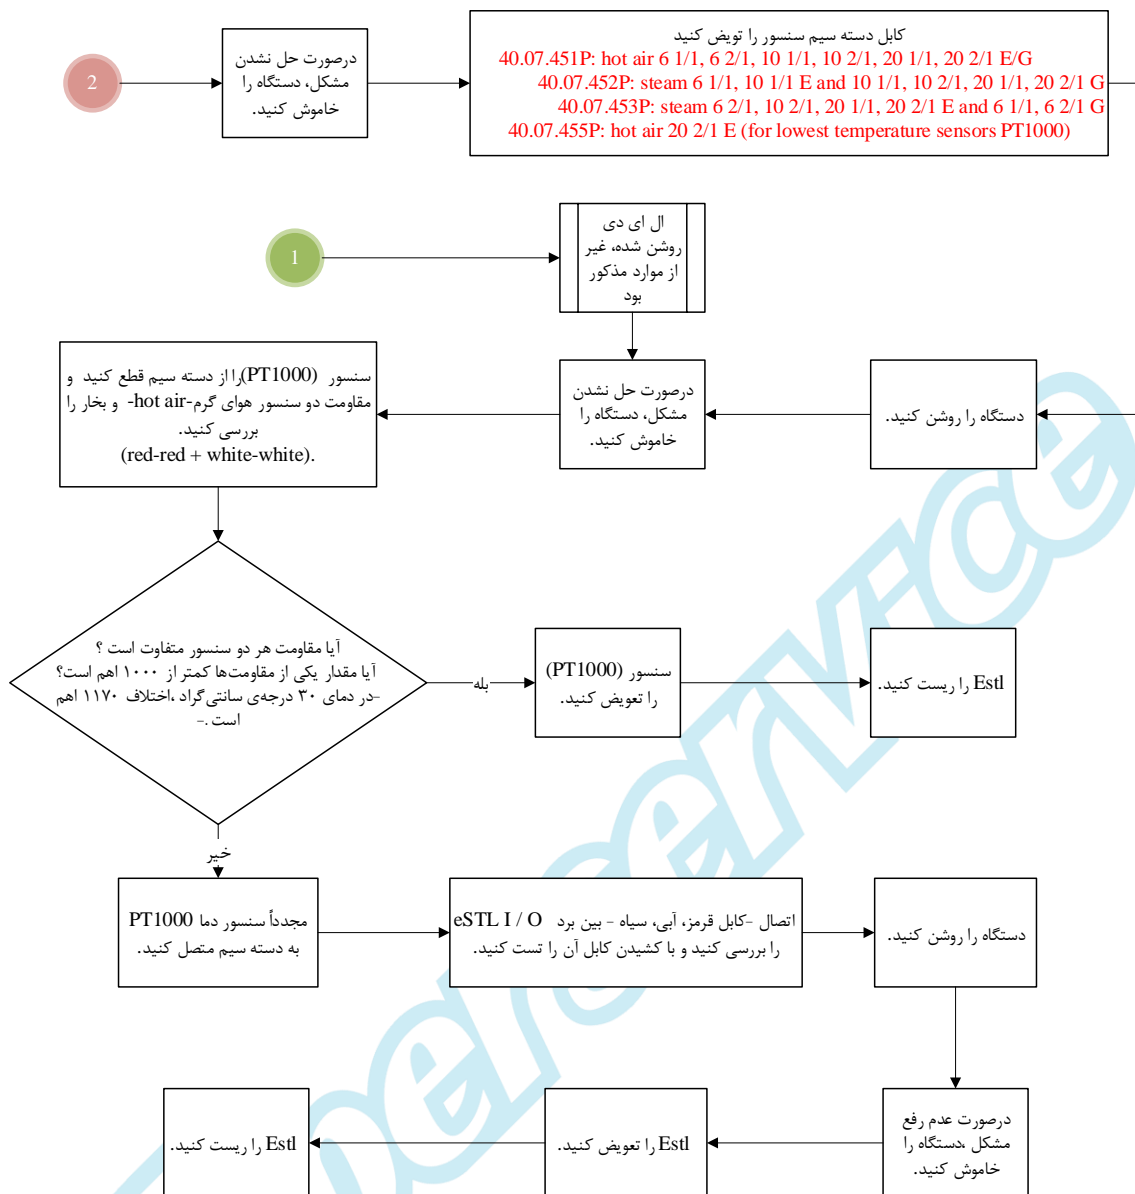 2
درصورت حل نشدن
مشکل، دستگاه را
خاموش کنید.
کابل دسته سیم سنسور را تویض کنید
40.07.451P: hot air 6 1/1, 6 2/1, 10 1/1, 10 2/1, 20 1/1, 20 2/1 E/G
40.07.452P: steam 6 1/1, 10 1/1 E and 10 1/1, 10 2/1, 20 1/1, 20 2/1 G
40.07.453P: steam 6 2/1, 10 2/1, 20 1/1, 20 2/1 E and 6 1/1, 6 2/1 G
40.07.455P: hot air 20 2/1 E (for lowest temperature sensors PT1000)
1
ال ای دی
روشن شده، غیر
از موارد مذکور
بود
دستگاه را روشن کنید.
درصورت حل نشدن
مشکل، دستگاه را
خاموش کنید.
سنسور (PT1000)را از دسته سیم قطع کنید و
مقاومت دو سنسور هوای گرم-hot air- و بخار را
بررسی کنید.
(red-red + white-white).
آیا مقاومت هر دو سنسور متفاوت است ؟
آیا مقدار یکی از مقاومت‌ها کمتر از ۱۰۰۰ اهم است؟
-در دمای ۳۰ درجه‌ی سانتی‌گراد ،اختلاف ۱۱۷۰ اهم
است .-
بله
سنسور (PT1000)
را تعویض کنید.
Estl را ریست کنید.
خیر
مجدداً سنسور دما PT 1000
به دسته سیم متصل کنید.
اتصال -کابل قرمز، آبی، سیاه - بین برد eSTL I / O
را بررسی کنید و با کشیدن کابل آن را تست کنید.
دستگاه را روشن کنید.
درصورت عدم رفع
مشکل ،دستگاه را
خاموش کنید.
Estl را تعویض کنید.
Estl را ریست کنید.
perservice